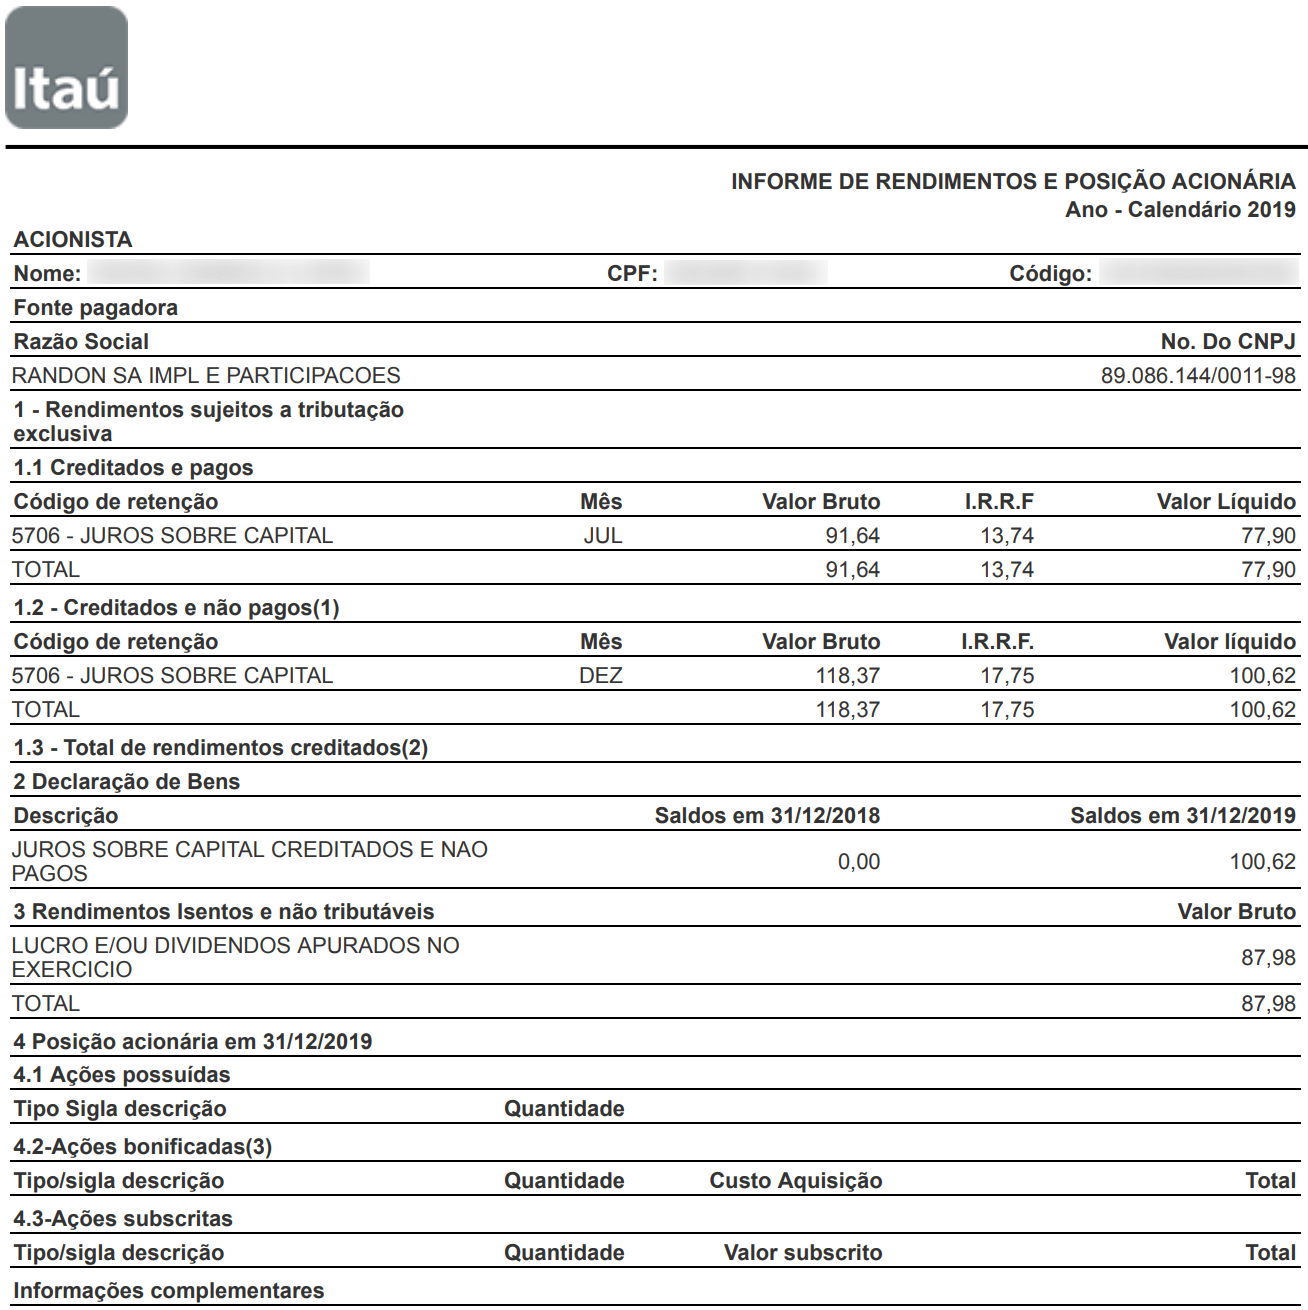 Itaú
INFORME DE RENDIMENTOS E POSIÇÃO ACIONÁRIA
Ano - Calendário 2019
ACIONISTA
Nome: CPF: Código:
Fonte pagadora
Razão Social No. Do CNPJ
RANDON SA IMPL E PARTICIPACOES 89.086.144/0011-98
1 - Rendimentos sujeitos a tributação
exclusiva
1.1 Creditados e pagos
Código de retenção Mês Valor Bruto I.R.R.F Valor Líquido
5706 - JUROS SOBRE CAPITAL JUL 91,64 13,74 77,90
TOTAL 91,64 13,74 77,90
1.2 - Creditados e não pagos(1)
Código de retenção Mês Valor Bruto I.R.R.F. Valor líquido
5706 - JUROS SOBRE CAPITAL DEZ 118,37 17,75 100,62
TOTAL 118,37 17,75 100,62
1.3 - Total de rendimentos creditados(2)
2 Declaração de Bens
Descrição Saldos em 31/12/2018 Saldos em 31/12/2019
JUROS SOBRE CAPITAL CREDITADOS E NAO
PAGOS 0,00 100,62
3 Rendimentos Isentos e não tributáveis Valor Bruto
LUCRO E/OU DIVIDENDOS APURADOS NO
EXERCICIO 87,98
TOTAL 87,98
4 Posição acionária em 31/12/2019
4.1 Ações possuídas
Tipo Sigla descrição Quantidade
4.2-Ações bonificadas(3)
Tipo/sigla descrição Quantidade Custo Aquisição Total
4.3-Ações subscritas
Tipo/sigla descrição Quantidade Valor subscrito Total
Informações complementares